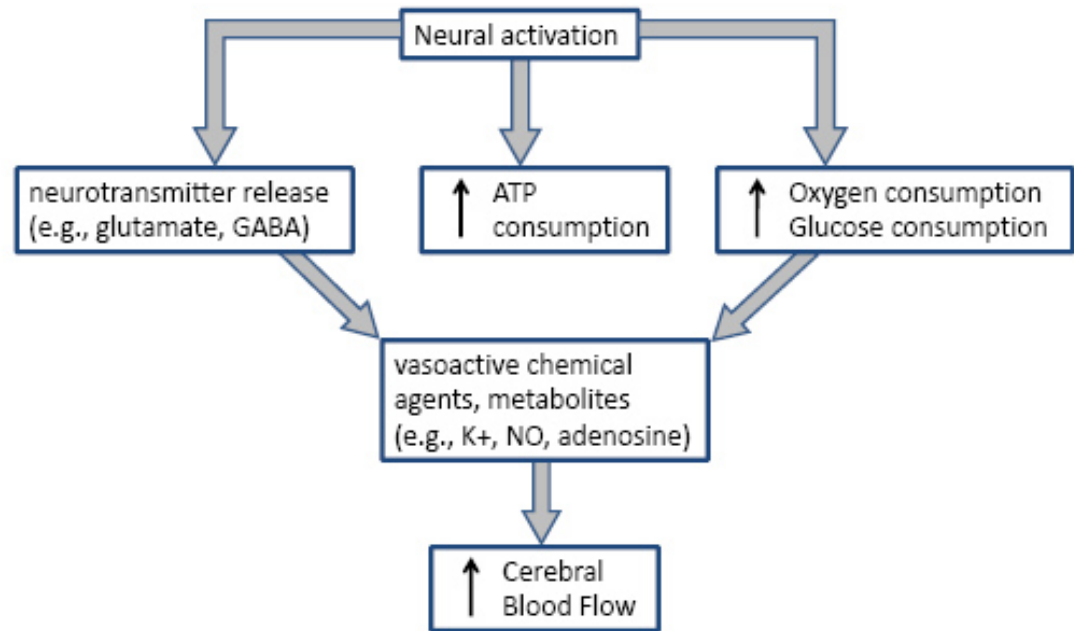 Neural activation
neurotransmitter release
(e.g., glutamate, GABA)
ATP
consumption
Oxygen consumption
Glucose consumption
vasoactive chemical
agents, metabolites
(e.g., K+, NO, adenosine)
Cerebral
Blood Flow